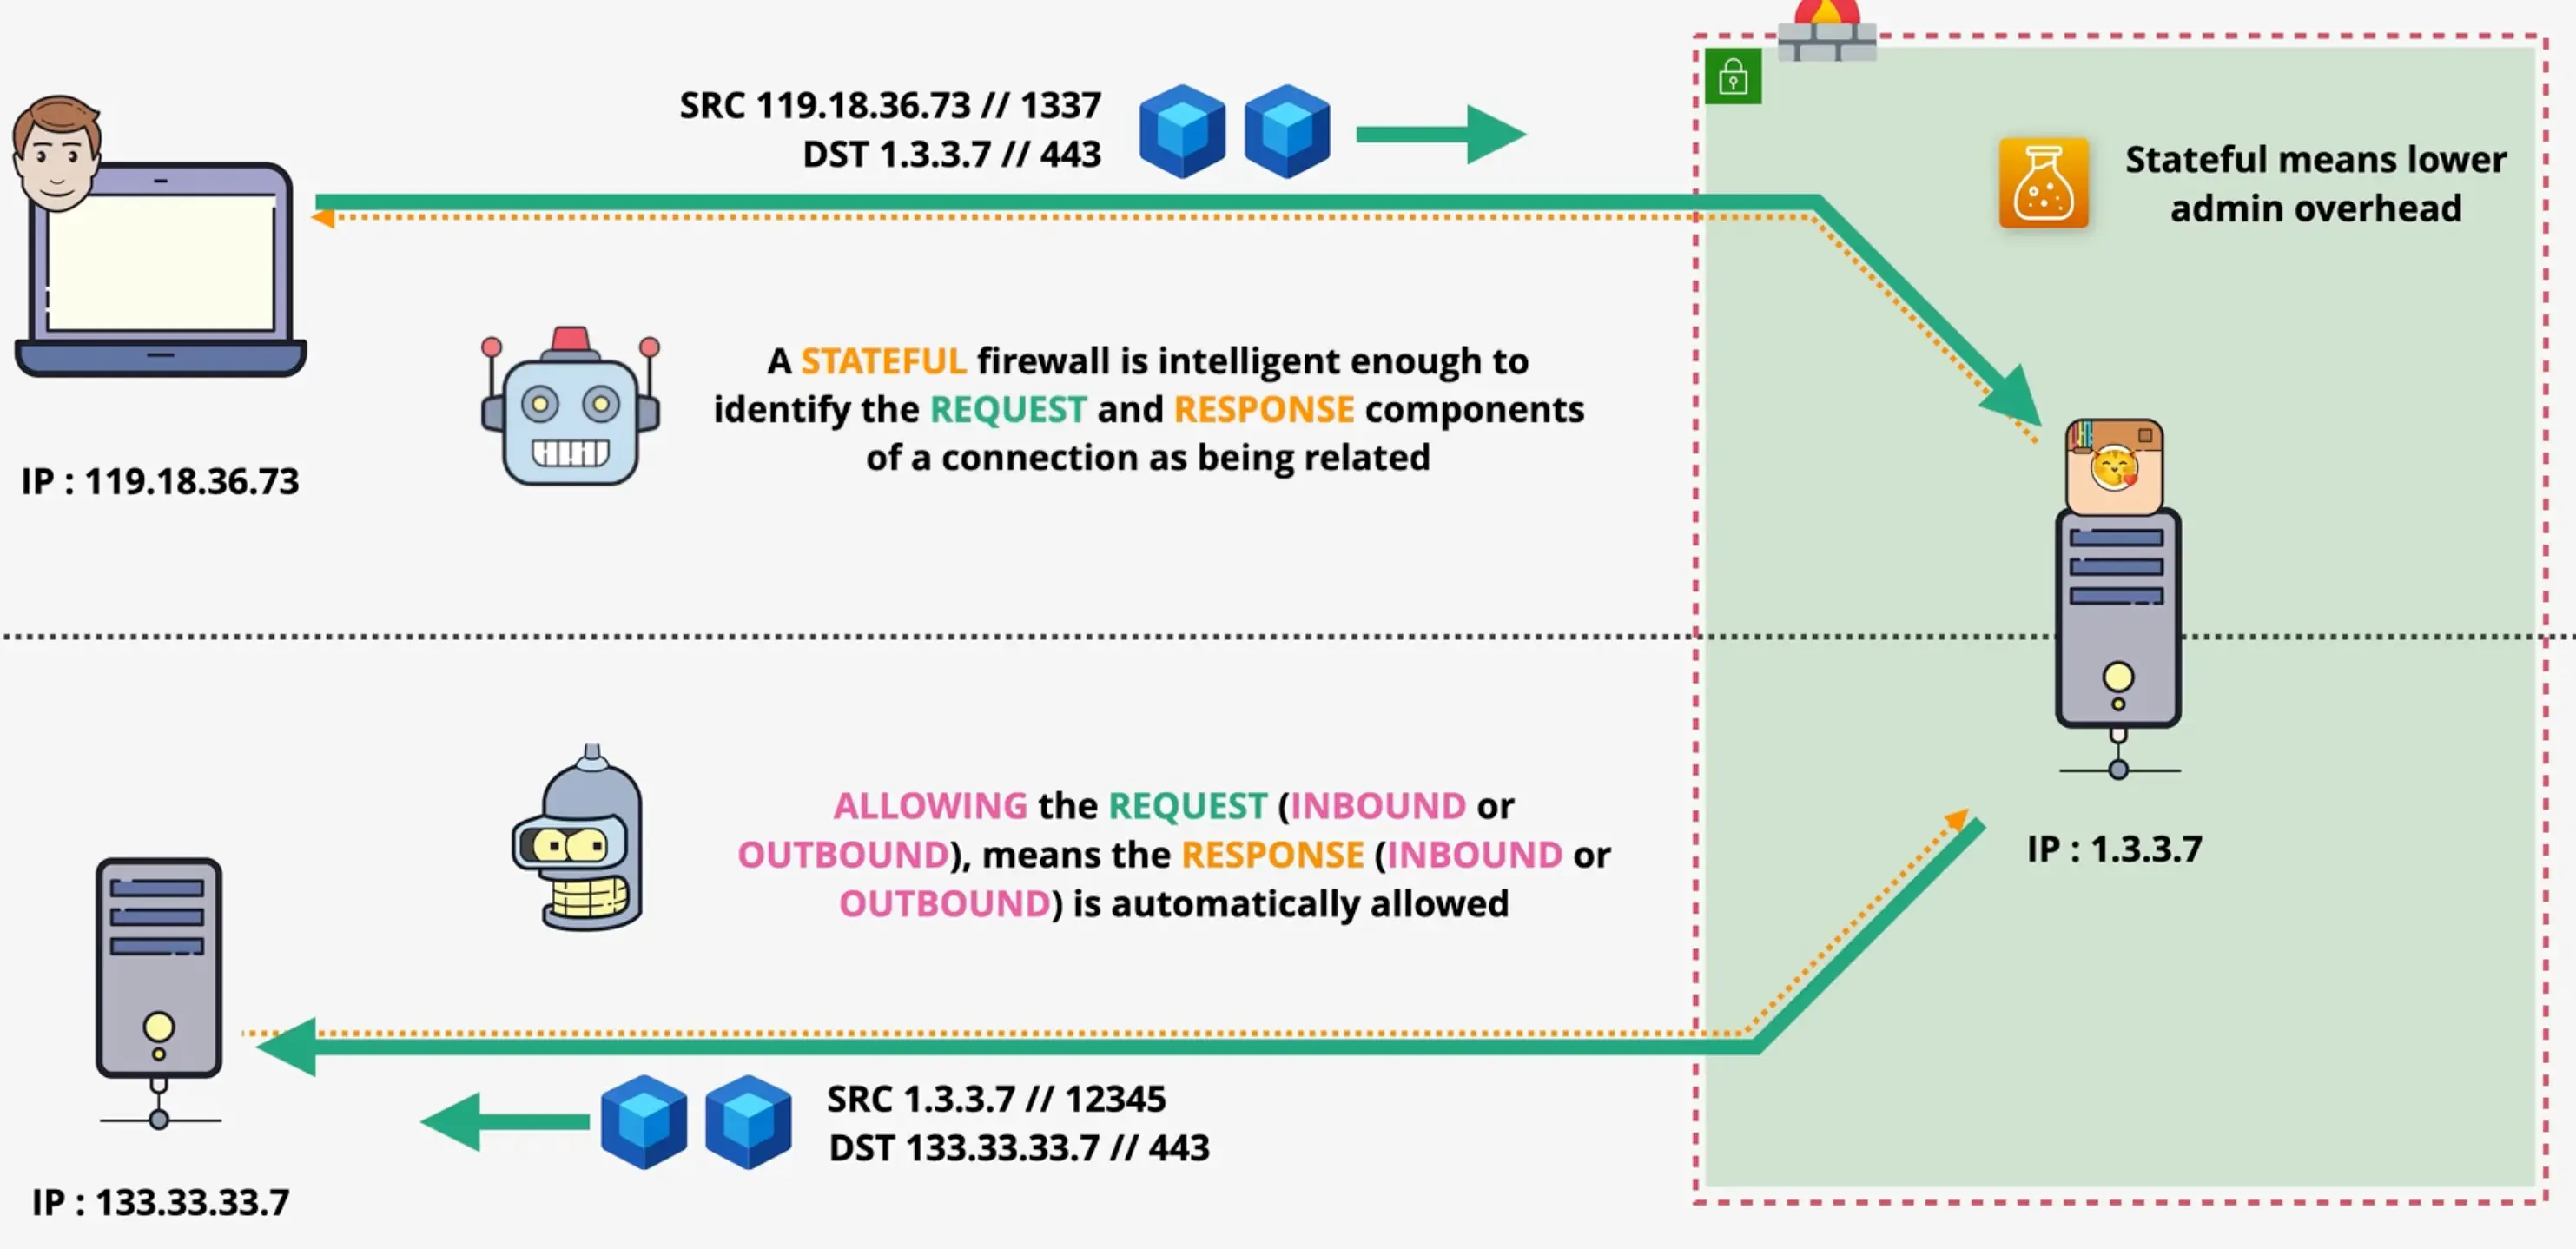 SRC 119.18.36.73 // 1337
DST 1.3.3.7 // 443
Stateful means lower
admin overhead
A STATEFUL firewall is intelligent enough to
identify the REQUEST and RESPONSE components
of a connection as being related
IP : 119.18.36.73
ALLOWING the REQUEST (INBOUND or
OUTBOUND), means the RESPONSE (INBOUND or
OUTBOUND) is automatically allowed
IP : 1.3.3.7
SRC 1.3.3.7 // 12345
DST 133.33.33.7 // 443
IP : 133.33.33.7